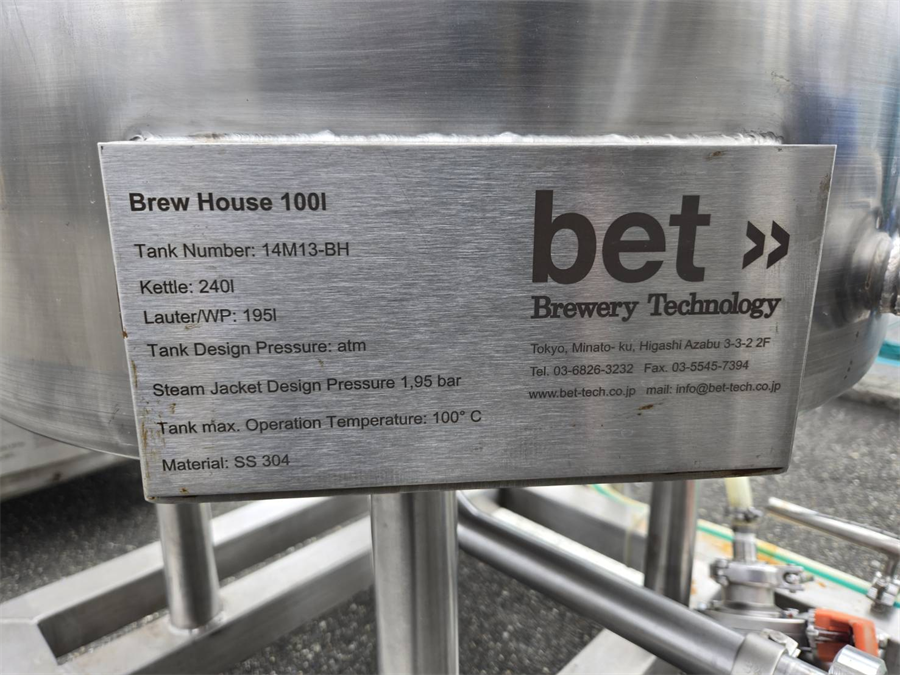 Brew House 100l
Tank Number: 14M13-BH
Kettle: 240l
Lauter/WP: 195l
Tank Design Pressure: atm
Steam Jacket Design Pressure 1,95 bar
Tank max. Operation Temperature: 100° C
Material: SS 304
bet »
Brewery Technology
Tokyo, Minato- ku, Higashi Azabu 3-3-2 2F
Tel. 03-6826-3232 Fax. 03-5545-7394
www.bet-tech.co.jp mail: info@bet-tech.co.jp